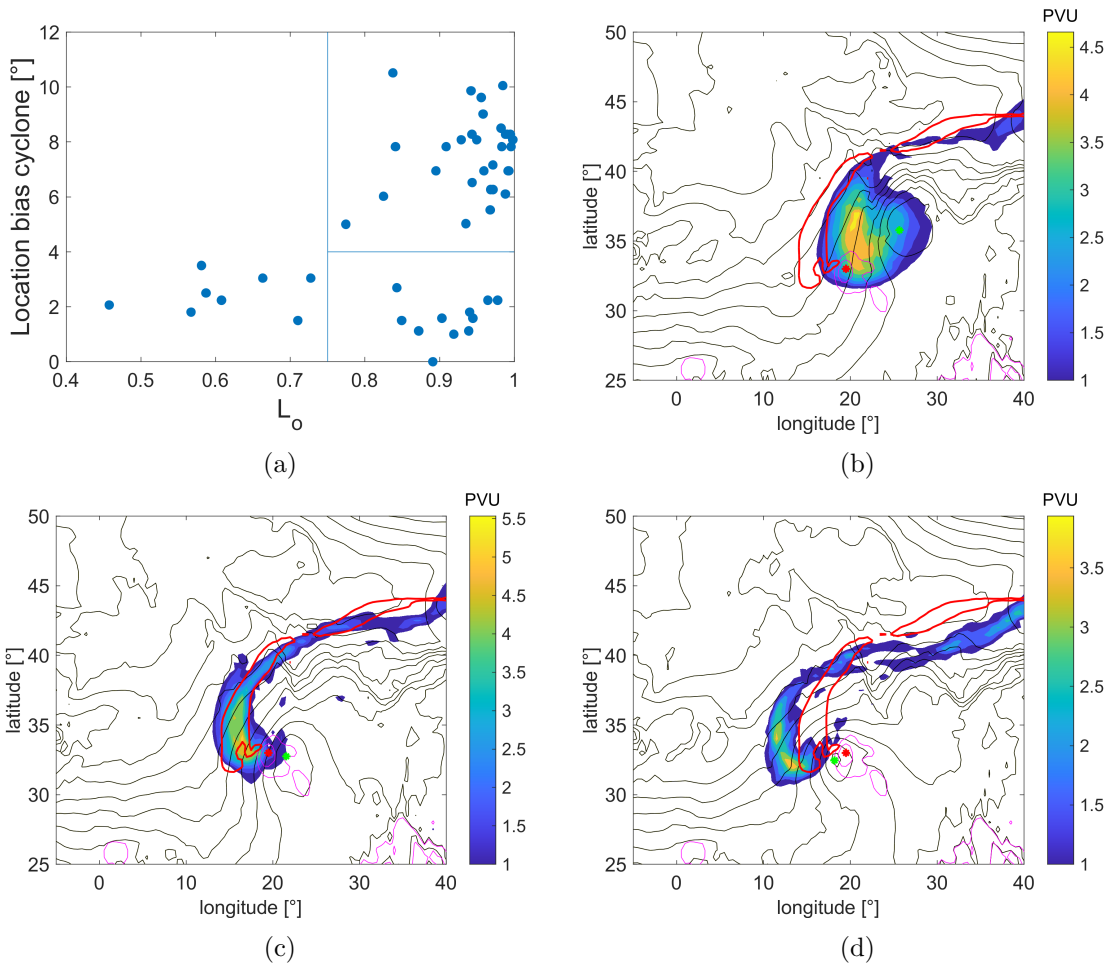 12
10
8
6
4
2
0
Location bias cyclone [°]
0.4 0.5 0.6 0.7 0.8 0.9 1
L_o
(a)
PVU
50
45
40
35
30
25
latitude [°]
0 10 20 30 40
longitude [°]
4.5
4
3.5
3
2.5
2
1.5
1
(b)
PVU
50
45
40
35
30
25
latitude [°]
0 10 20 30 40
longitude [°]
5.5
5
4.5
4
3.5
3
2.5
2
1.5
1
(c)
PVU
50
45
40
35
30
25
latitude [°]
0 10 20 30 40
longitude [°]
3.5
3
2.5
2
1.5
1
(d)